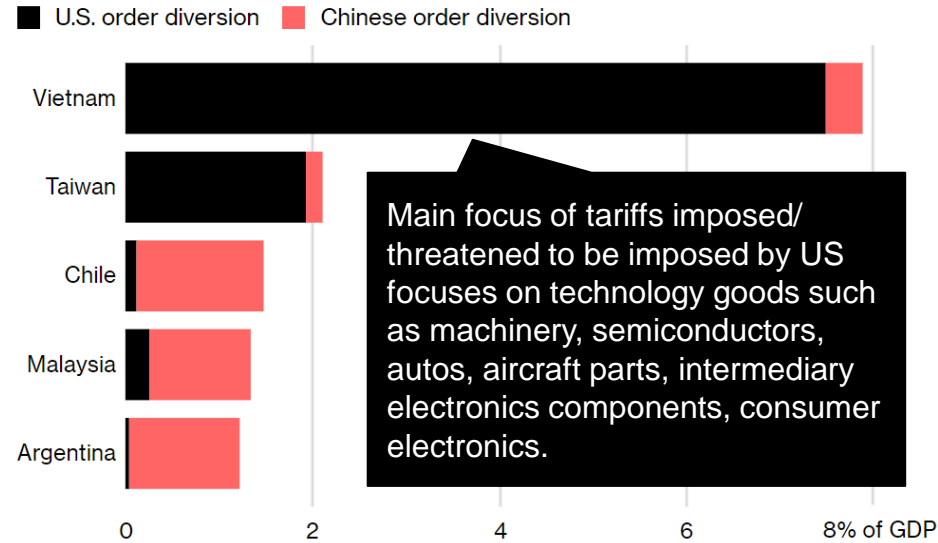 U.S. order diversion Chinese order diversion
Vietnam
Taiwan
Chile
Malaysia
Argentina
Main focus of tariffs imposed/
threatened to be imposed by US
focuses on technology goods such
as machinery, semiconductors,
autos, aircraft parts, intermediary
electronics components, consumer
electronics.
0 2 4 6 8% of GDP